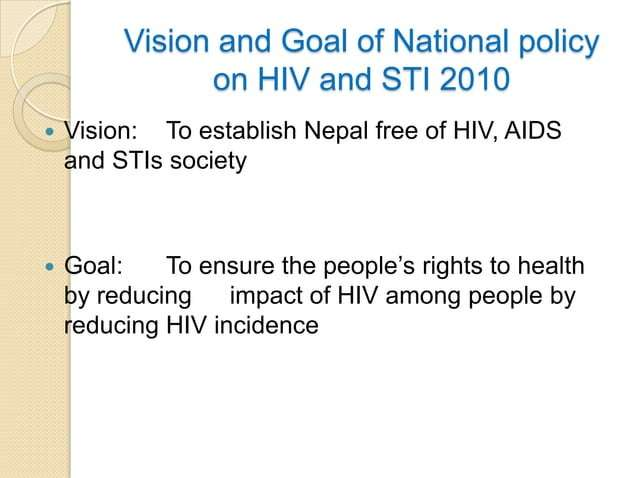 Vision and Goal of National policy
on HIV and STI 2010
• Vision: To establish Nepal free of HIV, AIDS
and STIs society
• Goal: To ensure the people’s rights to health
by reducing impact of HIV among people by
reducing HIV incidence